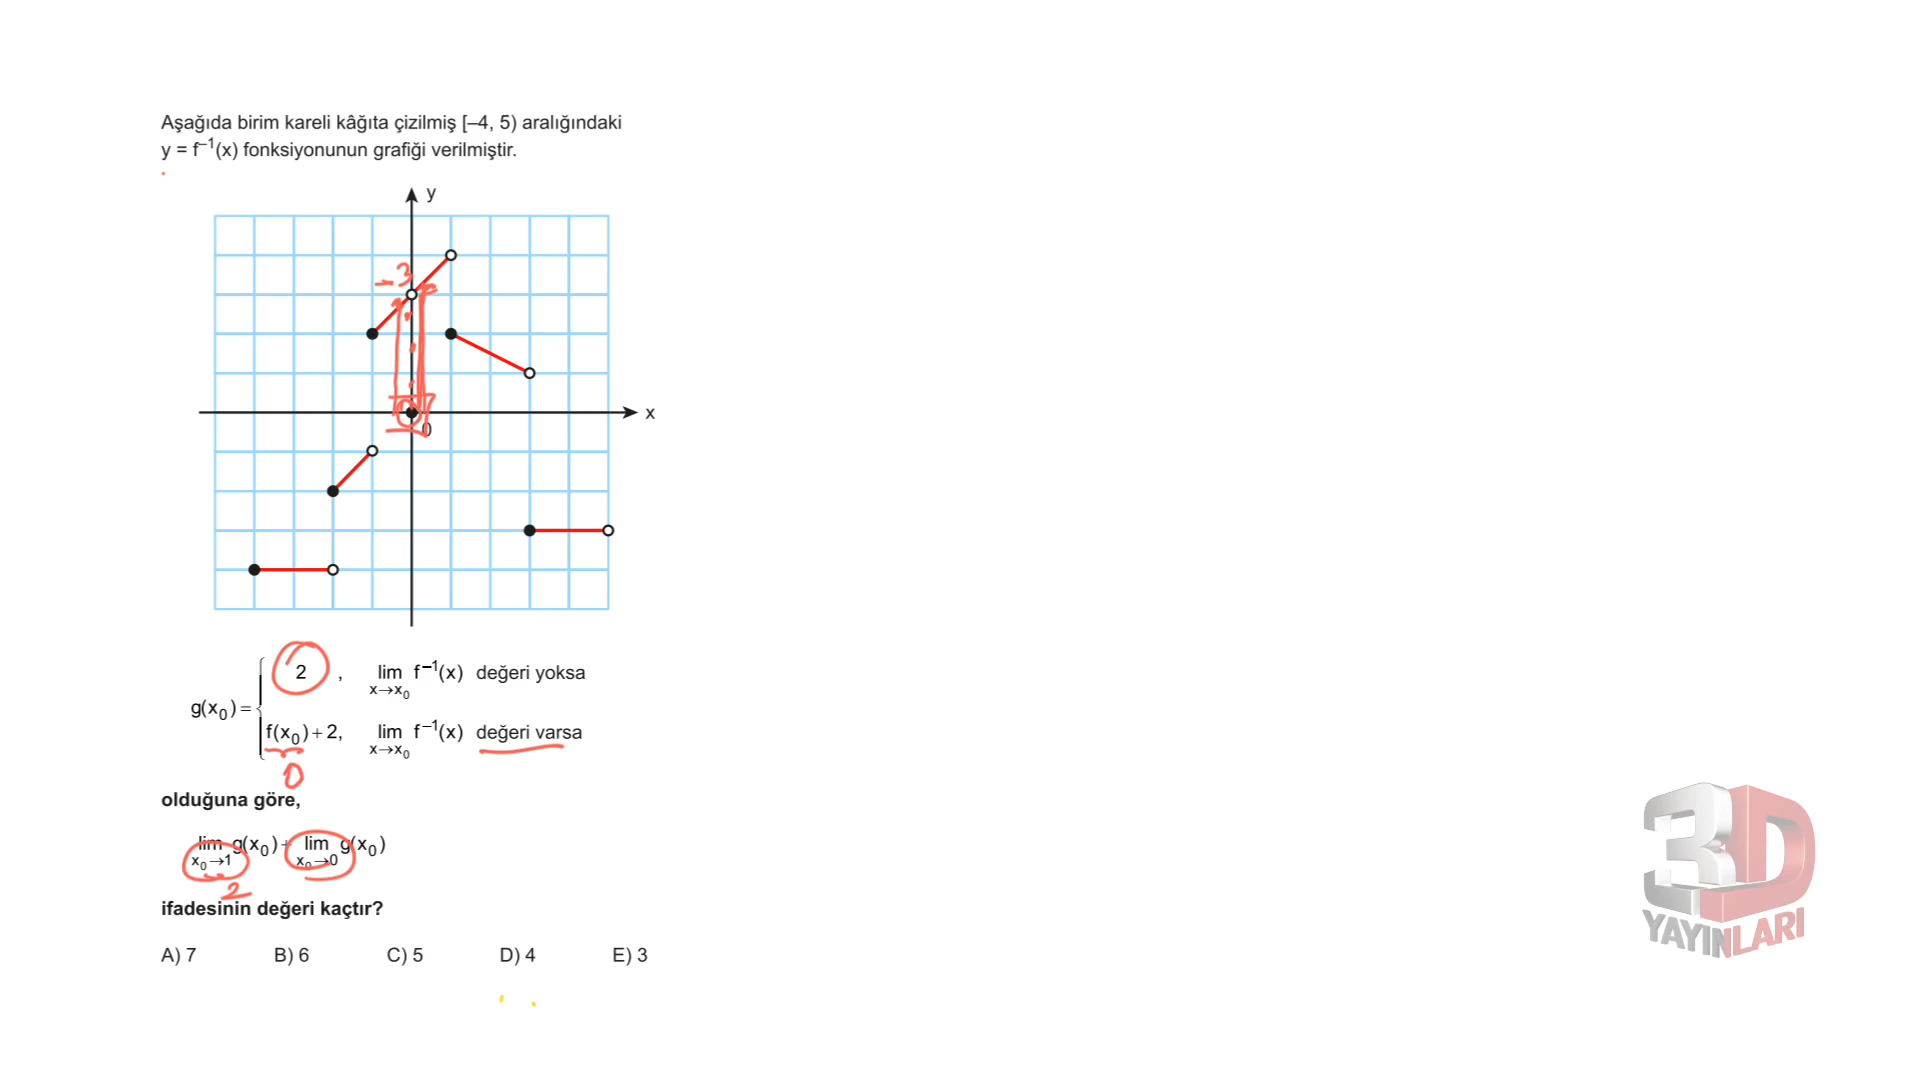 Aşağıda birim kareli kâğıta çizilmiş [–4, 5) aralığındaki
y = f⁻¹(x) fonksiyonunun grafiği verilmiştir.
y
3
x
0
2 , lim f⁻¹(x) değeri yoksa
x→x₀
g(x₀) =
f(x₀) + 2, lim f⁻¹(x) değeri varsa
x→x₀
0
olduğuna göre,
lim g(x₀) + lim g(x₀)
x₀→1 x₀→0
2
ifadesinin değeri kaçtır?
A) 7 B) 6 C) 5 D) 4 E) 3
3D
YAYINLARI